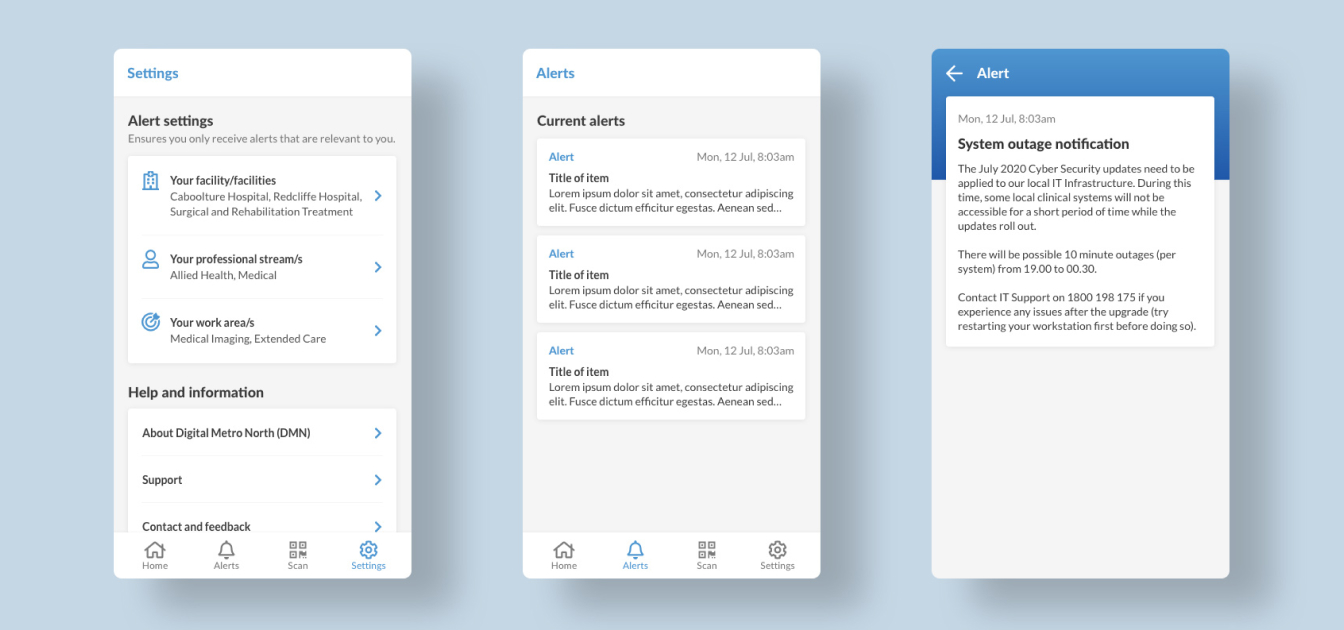 Settings
Alert settings
Ensures you only receive alerts that are relevant to you.
Your facility/facilities
Caboolture Hospital, Redcliffe Hospital,
Surgical and Rehabilitation Treatment
Your professional stream/s
Allied Health, Medical
Your work area/s
Medical Imaging, Extended Care
Help and information
About Digital Metro North (DMN)
Support
Contact and feedback
Home
Alerts
Scan
Settings
Alerts
Current alerts
Alert
Mon, 12 Jul, 8:03am
Title of item
Lorem ipsum dolor sit amet, consectetur adipiscing
elit. Fusce dictum efficitur egestas. Aenean sed...
Alert
Mon, 12 Jul, 8:03am
Title of item
Lorem ipsum dolor sit amet, consectetur adipiscing
elit. Fusce dictum efficitur egestas. Aenean sed...
Alert
Mon, 12 Jul, 8:03am
Title of item
Lorem ipsum dolor sit amet, consectetur adipiscing
elit. Fusce dictum efficitur egestas. Aenean sed...
Home
Alerts
Scan
Settings
Alert
Mon, 12 Jul, 8:03am
System outage notification
The July 2020 Cyber Security updates need to be
applied to our local IT Infrastructure. During this
time, some local clinical systems will not be
accessible for a short period of time while the
updates roll out.
There will be possible 10 minute outages (per
system) from 19.00 to 00.30.
Contact IT Support on 1800 198 175 if you
experience any issues after the upgrade (try
restarting your workstation first before doing so).